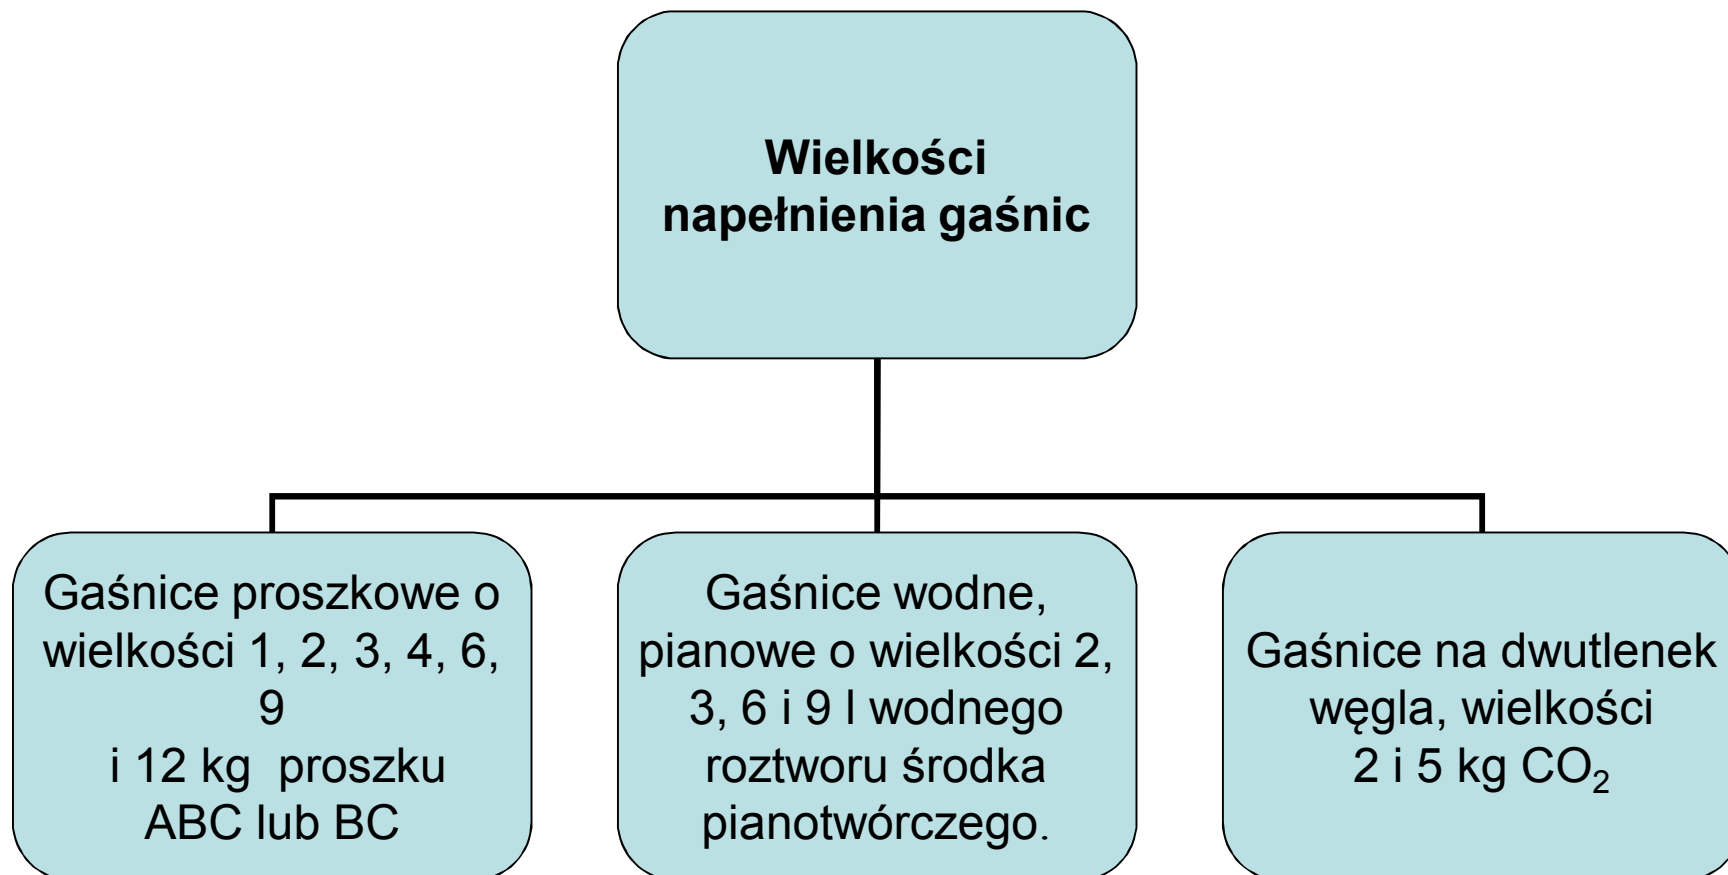 Wielkości
napełnienia gaśnic
Gaśnice proszkowe o
wielkości 1, 2, 3, 4, 6,
9
i 12 kg  proszku
ABC lub BC
Gaśnice wodne,
pianowe o wielkości 2,
3, 6 i 9 l wodnego
roztworu środka
pianotwórczego.
Gaśnice na dwutlenek
węgla, wielkości
2 i 5 kg CO₂